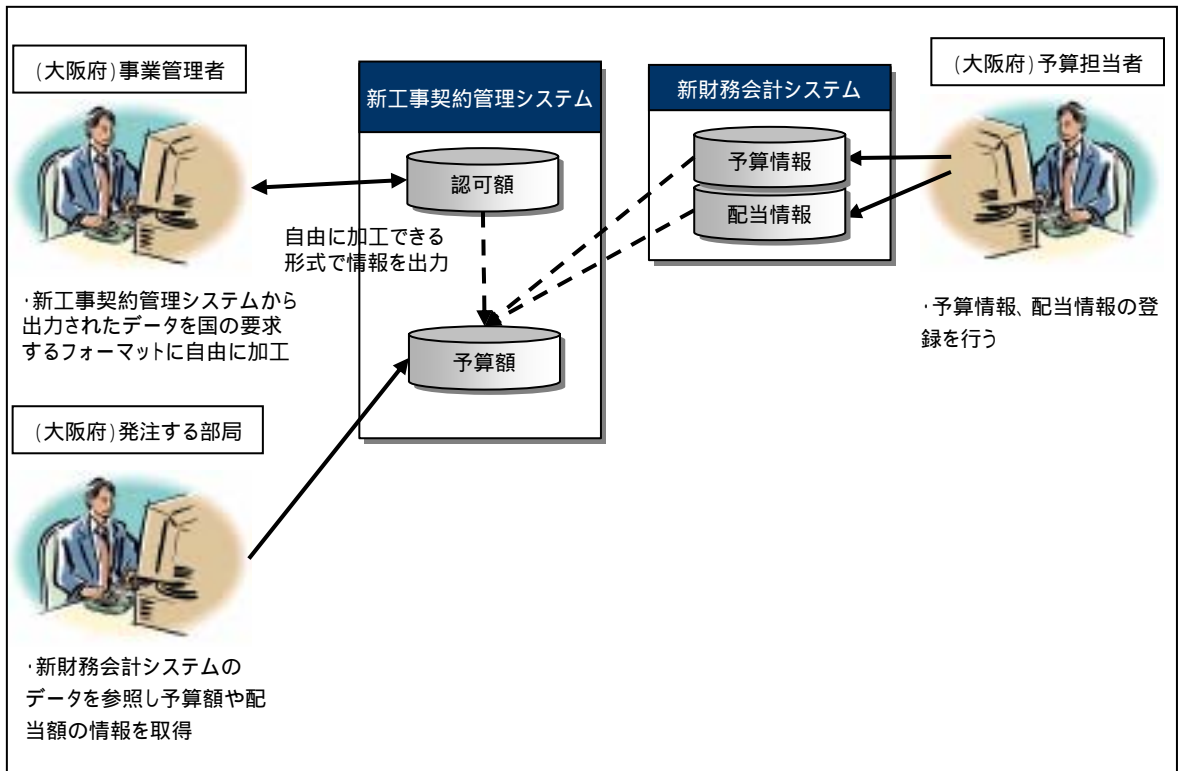 (大阪府)事業管理者
新工事契約管理システム
新財務会計システム
(大阪府)予算担当者
認可額
予算情報
配当情報
自由に加工できる
形式で情報を出力
予算額
・新工事契約管理システムから
出力されたデータを国の要求
するフォーマットに自由に加工
・予算情報、配当情報の登
録を行う
(大阪府)発注する部局
・新財務会計システムの
データを参照し予算額や配
当額の情報を取得